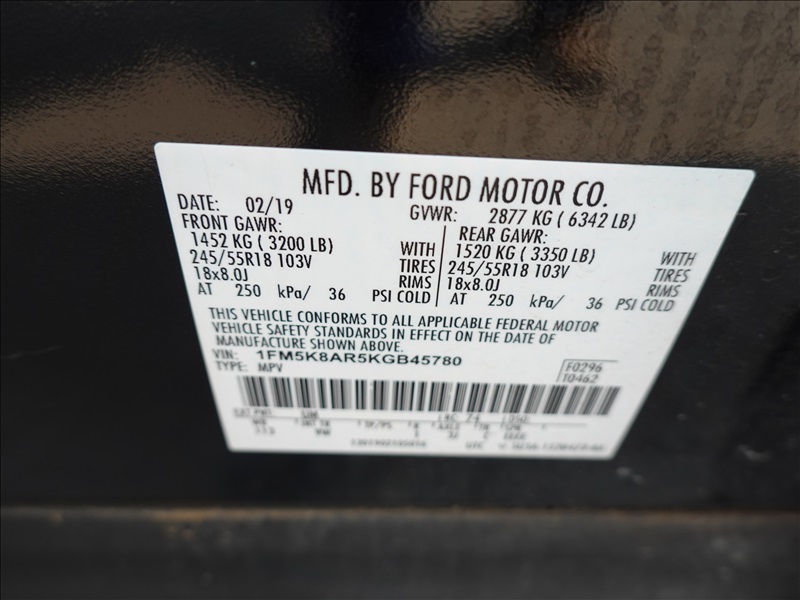 MFD. BY FORD MOTOR CO.
DATE: 02/19 GVWR: 2877 KG ( 6342 LB)
FRONT GAWR: REAR GAWR:
1452 KG ( 3200 LB) WITH 1520 KG ( 3350 LB) WITH
245/55R18 103V TIRES 245/55R18 103V TIRES
18x8.0J RIMS 18x8.0J RIMS
AT 250 kPa/ 36 PSI COLD AT 250 kPa/ 36 PSI COLD
THIS VEHICLE CONFORMS TO ALL APPLICABLE FEDERAL MOTOR
VEHICLE SAFETY STANDARDS IN EFFECT ON THE DATE OF
MANUFACTURE SHOWN ABOVE.
VIN: 1FM5K8AR5KGB45780 F0296
TYPE: MPV T0462